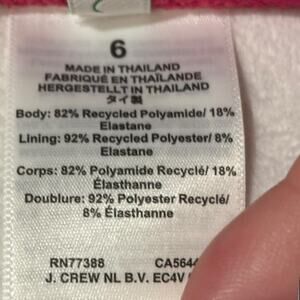 6
MADE IN THAILAND
FABRIQUÉ EN THAÏLANDE
HERGESTELLT IN THAILAND
タイ製
Body: 82% Recycled Polyamide/ 18%
Elastane
Lining: 92% Recycled Polyester/ 8%
Elastane
Corps: 82% Polyamide Recyclé/ 18%
Élasthanne
Doublure: 92% Polyester Recyclé/
8% Élasthanne
RN77388
J. CREW NL B.V. EC4V